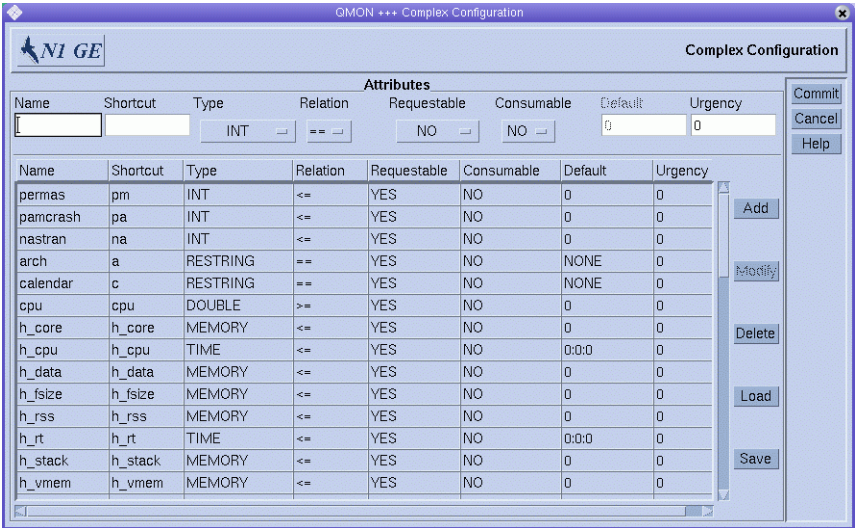 QMON +++ Complex Configuration
N1 GE
Complex Configuration
Attributes
Name Shortcut Type Relation Requestable Consumable Default Urgency
INT == NO NO 0 0
Commit
Cancel
Help
Name Shortcut Type Relation Requestable Consumable Default Urgency
permas pm INT <= YES NO 0 0
pamcrash pa INT <= YES NO 0 0
nastran na INT <= YES NO 0 0
arch a RESTRING == YES NO NONE 0
calendar c RESTRING == YES NO NONE 0
cpu cpu DOUBLE >= YES NO 0 0
h_core h_core MEMORY <= YES NO 0 0
h_cpu h_cpu TIME <= YES NO 0:0:0 0
h_data h_data MEMORY <= YES NO 0 0
h_fsize h_fsize MEMORY <= YES NO 0 0
h_rss h_rss MEMORY <= YES NO 0 0
h_rt h_rt TIME <= YES NO 0:0:0 0
h_stack h_stack MEMORY <= YES NO 0 0
h_vmem h_vmem MEMORY <= YES NO 0 0
Add
Modify
Delete
Load
Save